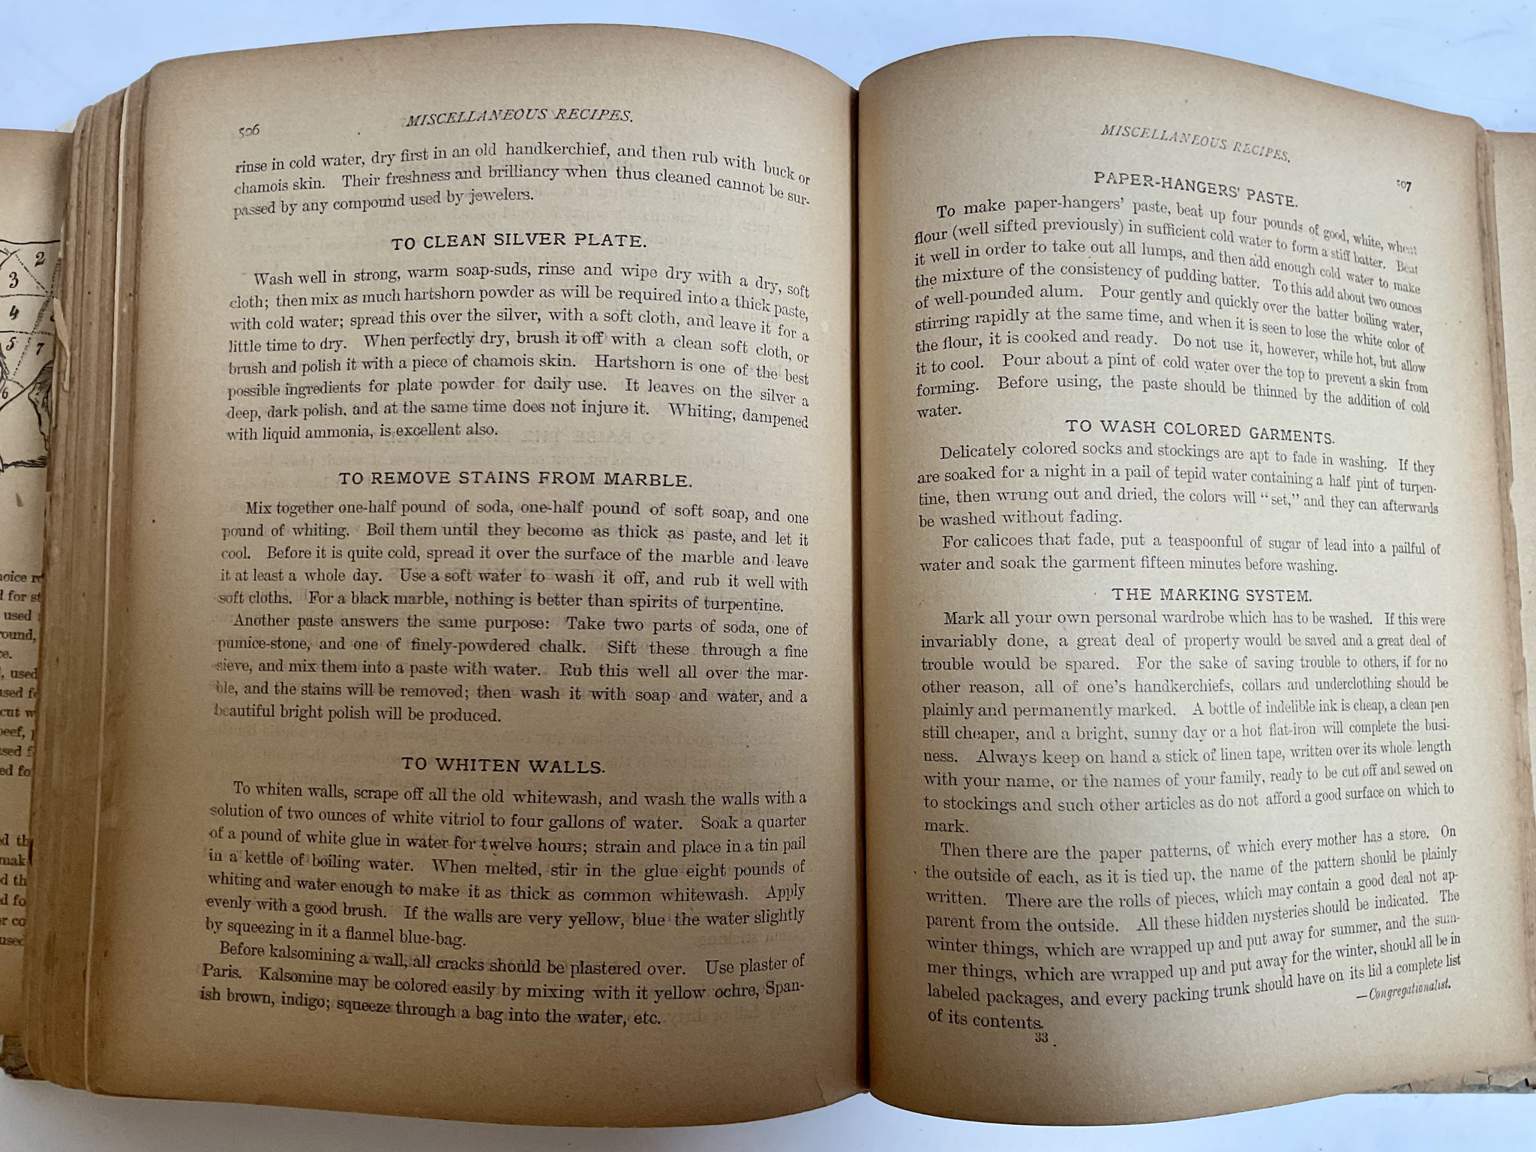 506
MISCELLANEOUS RECIPES.
rinse in cold water, dry first in an old handkerchief, and then rub with buck or
chamois skin. Their freshness and brilliancy when thus cleaned cannot be sur-
passed by any compound used by jewelers.
TO CLEAN SILVER PLATE.
Wash well in strong, warm soap-suds, rinse and wipe dry with a dry, soft
cloth; then mix as much hartshorn powder as will be required into a thick paste,
with cold water; spread this over the silver, with a soft cloth, and leave it for a
little time to dry. When perfectly dry, brush it off with a clean soft cloth, or
brush and polish it with a piece of chamois skin. Hartshorn is one of the best
possible ingredients for plate powder for daily use. It leaves on the silver a
deep, dark polish, and at the same time does not injure it. Whiting, dampened
with liquid ammonia, is excellent also.
TO REMOVE STAINS FROM MARBLE.
Mix together one-half pound of soda, one-half pound of soft soap, and one
pound of whiting. Boil them until they become as thick as paste, and let it
cool. Before it is quite cold, spread it over the surface of the marble and leave
it at least a whole day. Use a soft water to wash it off, and rub it well with
soft cloths. For a black marble, nothing is better than spirits of turpentine.
Another paste answers the same purpose: Take two parts of soda, one of
pumice-stone, and one of finely-powdered chalk. Sift these through a fine
sieve, and mix them into a paste with water. Rub this well all over the mar-
ble, and the stains will be removed; then wash it with soap and water, and a
beautiful bright polish will be produced.
TO WHITEN WALLS.
To whiten walls, scrape off all the old whitewash, and wash the walls with a
solution of two ounces of white vitriol to four gallons of water. Soak a quarter
of a pound of white glue in water for twelve hours; strain and place in a tin pail
in a kettle of boiling water. When melted, stir in the glue eight pounds of
whiting and water enough to make it as thick as common whitewash. Apply
evenly with a good brush. If the walls are very yellow, blue the water slightly
by squeezing in it a flannel blue-bag.
Before kalsomining a wall, all cracks should be plastered over. Use plaster of
Paris. Kalsomine may be colored easily by mixing with it yellow ochre, Span-
ish brown, indigo; squeeze through a bag into the water, etc.
MISCELLANEOUS RECIPES.
507
PAPER-HANGERS' PASTE.
To make paper-hangers' paste, beat up four pounds of good, white, wheat
flour (well sifted previously) in sufficient cold water to form a stiff batter. Beat
it well in order to take out all lumps, and then add enough cold water to make
the mixture of the consistency of pudding batter. To this add about two ounces
of well-pounded alum. Pour gently and quickly over the batter boiling water,
stirring rapidly at the same time, and when it is seen to lose the white color of
the flour, it is cooked and ready. Do not use it, however, while hot, but allow
it to cool. Pour about a pint of cold water over the top to prevent a skin from
forming. Before using, the paste should be thinned by the addition of cold
water.
TO WASH COLORED GARMENTS.
Delicately colored socks and stockings are apt to fade in washing. If they
are soaked for a night in a pail of tepid water containing a half pint of turpen-
tine, then wrung out and dried, the colors will "set," and they can afterwards
be washed without fading.
For calicoes that fade, put a teaspoonful of sugar of lead into a pailful of
water and soak the garment fifteen minutes before washing.
THE MARKING SYSTEM.
Mark all your own personal wardrobe which has to be washed. If this were
invariably done, a great deal of property would be saved and a great deal of
trouble would be spared. For the sake of saving trouble to others, if for no
other reason, all of one's handkerchiefs, collars and underclothing should be
plainly and permanently marked. A bottle of indelible ink is cheap, a clean pen
still cheaper, and a bright, sunny day or a hot flat-iron will complete the busi-
ness. Always keep on hand a stick of linen tape, written over its whole length
with your name, or the names of your family, ready to be cut off and sewed on
to stockings and such other articles as do not afford a good surface on which to
mark.
Then there are the paper patterns, of which every mother has a store. On
the outside of each, as it is tied up, the name of the pattern should be plainly
written. There are the rolls of pieces, which may contain a good deal not ap-
parent from the outside. All these hidden mysteries should be indicated. The
winter things, which are wrapped up and put away for summer, and the sum-
mer things, which are wrapped up and put away for the winter, should all be in
labeled packages, and every packing trunk should have on its lid a complete list
of its contents.
—Congregationalist.
33
2
3
4
5
7
6
for
used
used